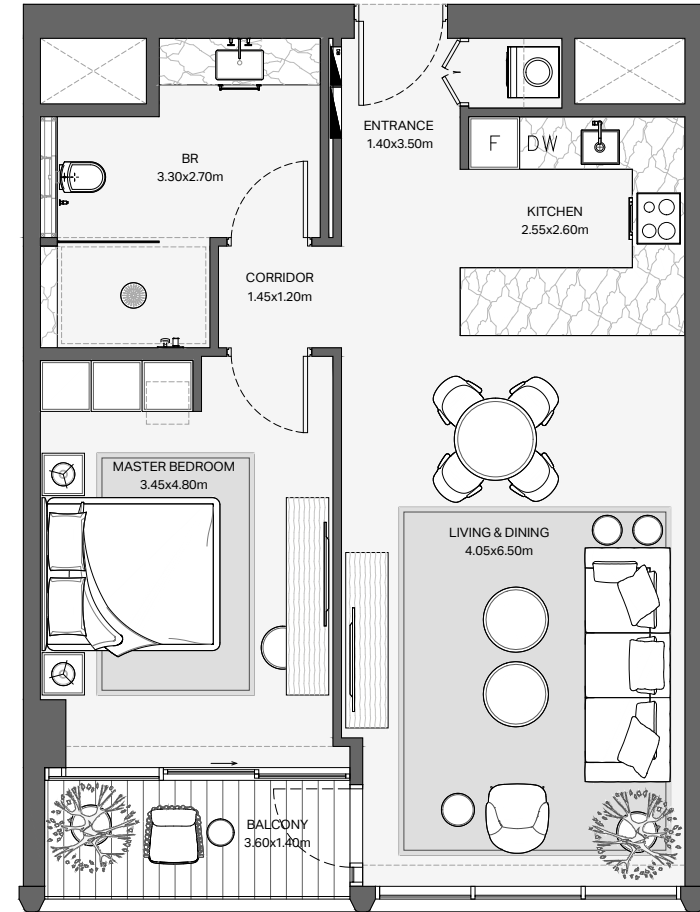 ENTRANCE
1.40x3.50m
F
DW
BR
3.30x2.70m
KITCHEN
2.55x2.60m
CORRIDOR
1.45x1.20m
MASTER BEDROOM
3.45x4.80m
LIVING & DINING
4.05x6.50m
BALCONY
3.60x1.40m